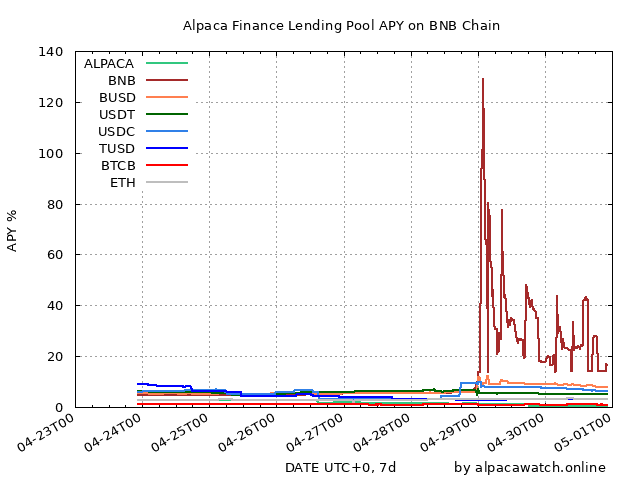 Alpaca Finance Lending Pool APY on BNB Chain
APY %
140
120
100
80
60
40
20
0
ALPACA
BNB
BUSD
USDT
USDC
TUSD
BTCB
ETH
04-23T00
04-24T00
04-25T00
04-26T00
04-27T00
04-28T00
04-29T00
04-30T00
05-01T00
DATE UTC+0, 7d
by alpacawatch.online